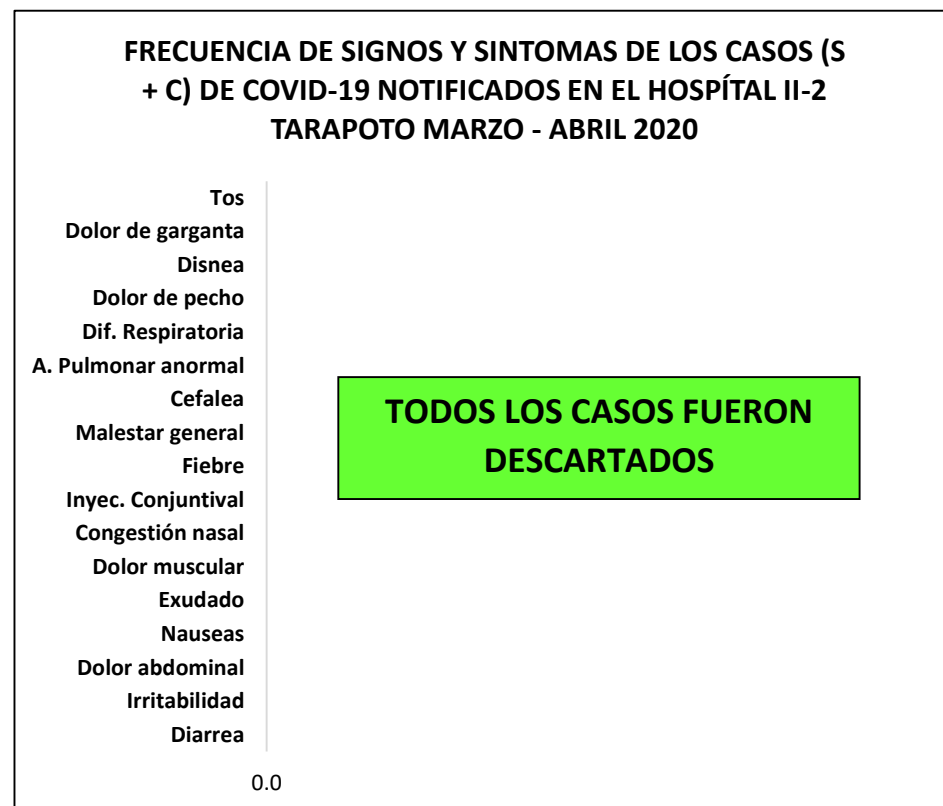 FRECUENCIA DE SIGNOS Y SINTOMAS DE LOS CASOS (S
+ C) DE COVID-19 NOTIFICADOS EN EL HOSPÍTAL II-2
TARAPOTO MARZO - ABRIL 2020
Tos
Dolor de garganta
Disnea
Dolor de pecho
Dif. Respiratoria
A. Pulmonar anormal
Cefalea
Malestar general
Fiebre
Inyec. Conjuntival
Congestión nasal
Dolor muscular
Exudado
Nauseas
Dolor abdominal
Irritabilidad
Diarrea
TODOS LOS CASOS FUERON
DESCARTADOS
0.0